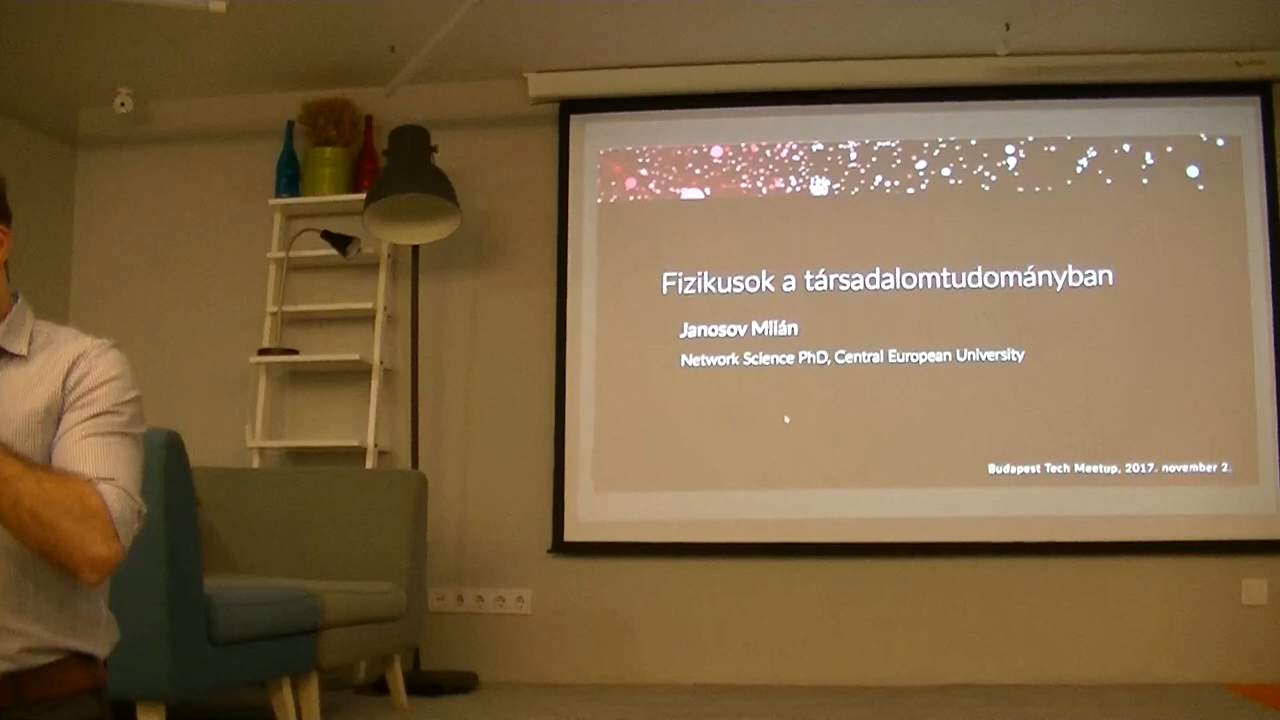 Fizikusok a társadalomtudományban
Janosov Milán
Network Science PhD, Central European University
Budapest Tech Meetup, 2017. november 2.